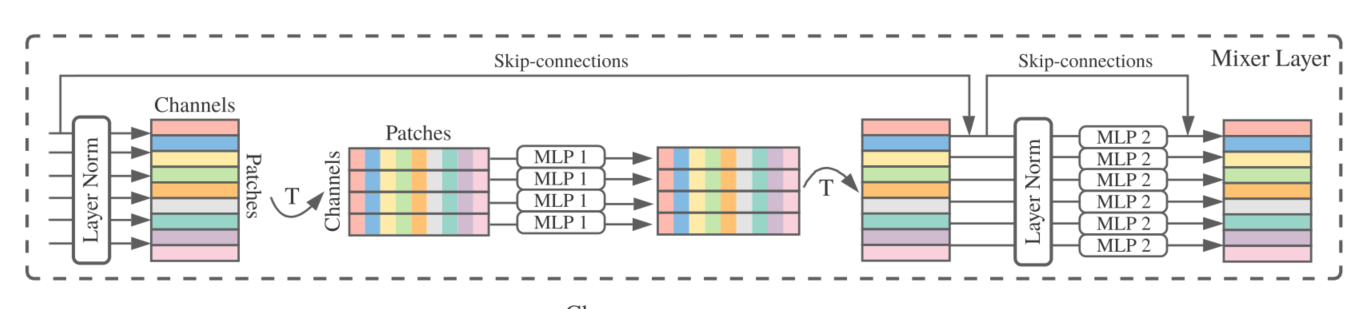 Skip-connections
Skip-connections
Mixer Layer
Channels
Patches
Layer Norm
Patches
T
Channels
MLP 1
MLP 1
MLP 1
MLP 1
T
Layer Norm
MLP 2
MLP 2
MLP 2
MLP 2
MLP 2
MLP 2